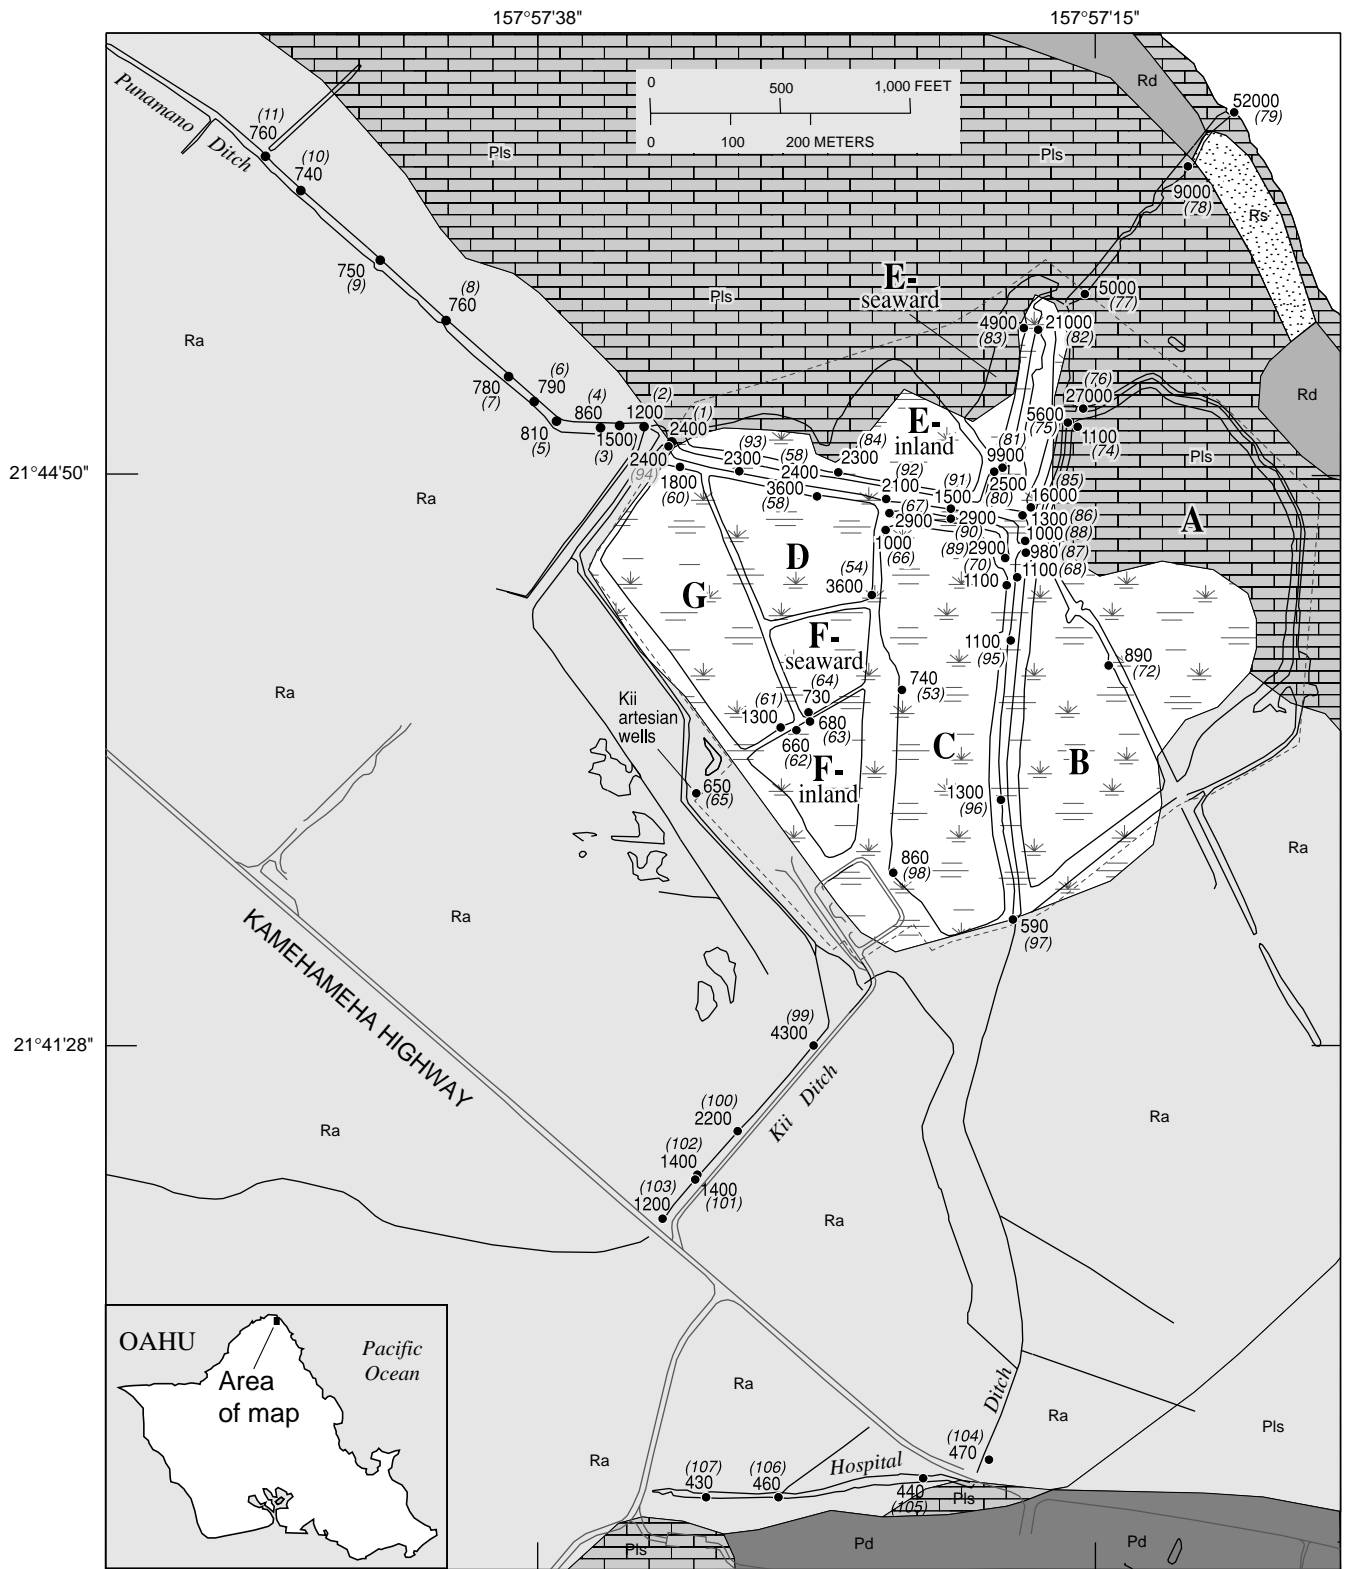 157°57'38"
157°57'15"
0 500 1,000 FEET
0 100 200 METERS
Punamano
Ditch
(11)
760
(10)
740
750
(9)
(8)
760
780
(7)
(6)
790
810
(5)
(4)
860
1500
(3)
(2)
1200
(1)
2400
2400
(94)
1800
(60)
(93)
2300
(58)
2400
3600
(58)
(84)
2300
(92)
2100
(67)
2900
1000
(66)
(91)
1500
2900
(90)
(81)
9900
2500
(80)
(85)
16000
1300 (86)
1000
(88)
980 (87)
(89) 2900
(70)
1100
1100 (68)
1100
(95)
(54)
3600
740
(53)
890
(72)
1300
(96)
860
(98)
590
(97)
(61)
1300
(64)
730
680
(63)
660
(62)
650
(65)
52000
(79)
9000
(78)
5000
(77)
4900
(83)
21000
(82)
(76)
27000
5600
(75)
1100
(74)
E-
seaward
E-
inland
A
B
C
D
G
F-
seaward
F-
inland
Rd
Rs
Rd
Pls
Pls
Pls
Pls
21°44'50"
21°41'28"
Ra
Ra
Ra
Ra
Ra
Ra
Ra
Ra
Ra
Ra
Ra
Ra
Kii
artesian
wells
KAMEHAMEHA HIGHWAY
(99)
4300
(100)
2200
(102)
1400
1400
(101)
(103)
1200
Kii Ditch
(104)
470
Hospital
Ditch
440
(105)
(106)
460
(107)
430
Pls
Pls
Pls
Pd
Pd
OAHU
Pacific
Ocean
Area
of map